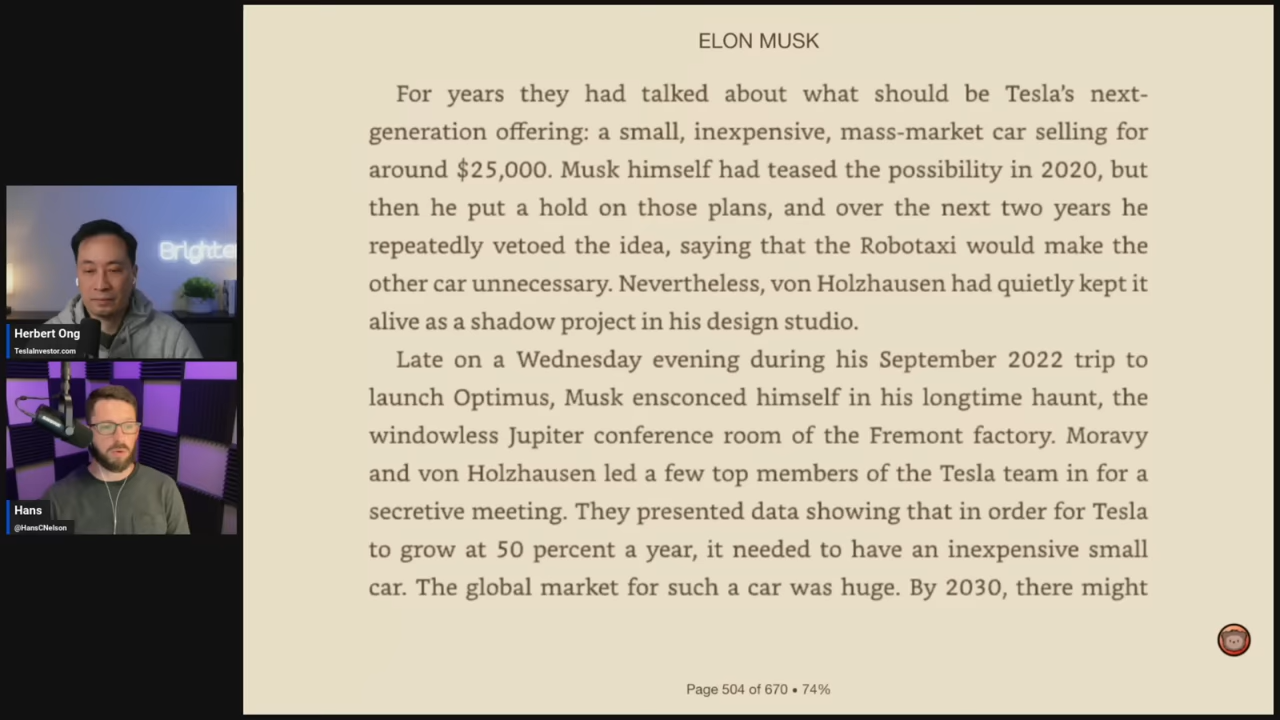 ELON MUSK
For years they had talked about what should be Tesla's next-
generation offering: a small, inexpensive, mass-market car selling for
around $25,000. Musk himself had teased the possibility in 2020, but
then he put a hold on those plans, and over the next two years he
repeatedly vetoed the idea, saying that the Robotaxi would make the
other car unnecessary. Nevertheless, von Holzhausen had quietly kept it
alive as a shadow project in his design studio.
Late on a Wednesday evening during his September 2022 trip to
launch Optimus, Musk ensconced himself in his longtime haunt, the
windowless Jupiter conference room of the Fremont factory. Moravy
and von Holzhausen led a few top members of the Tesla team in for a
secretive meeting. They presented data showing that in order for Tesla
to grow at 50 percent a year, it needed to have an inexpensive small
car. The global market for such a car was huge. By 2030, there might
Page 504 of 670 • 74%
Brighte
Herbert Ong
TeslaInvestor.com
Hans
@HansCNelson